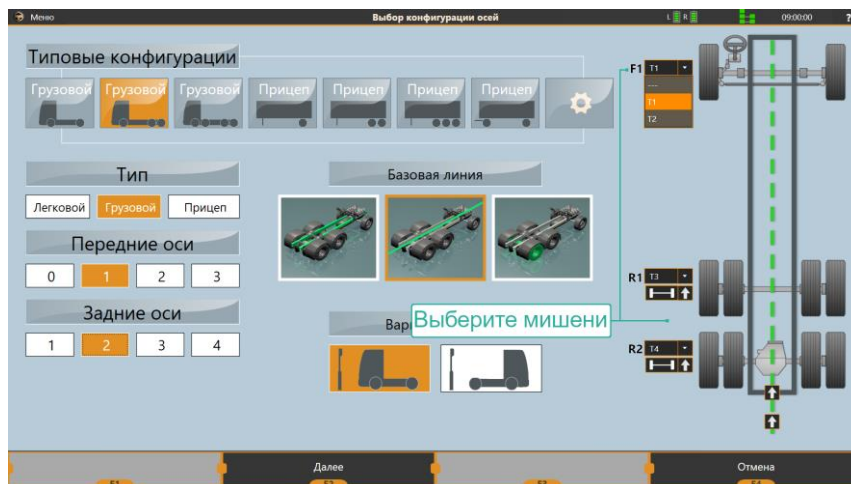 Меню
Выбор конфигурации осей
L R
09:00:00
?
Типовые конфигурации
Грузовой
Грузовой
Грузовой
Прицеп
Прицеп
Прицеп
Прицеп
F1 T1
---
T1
T2
Тип
Базовая линия
Легковой
Грузовой
Прицеп
Передние оси
0 1 2 3
R1 T3
Задние оси
Выберите мишени
1 2 3 4
R2 T4
Далее
Отмена
F2
F4